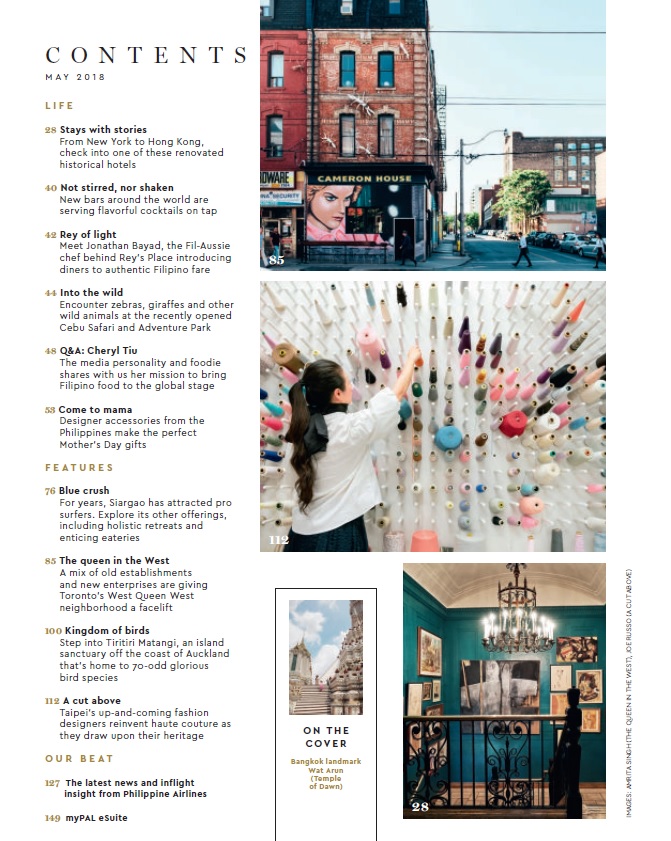 CONTENTS
MAY 2018
LIFE
28 Stays with stories
From New York to Hong Kong,
check into one of these renovated
historical hotels
40 Not stirred, nor shaken
New bars around the world are
serving flavorful cocktails on tap
42 Rey of light
Meet Jonathan Bayad, the Fil-Aussie
chef behind Rey's Place introducing
diners to authentic Filipino fare
44 Into the wild
Encounter zebras, giraffes and other
wild animals at the recently opened
Cebu Safari and Adventure Park
48 Q&A: Cheryl Tiu
The media personality and foodie
shares with us her mission to bring
Filipino food to the global stage
53 Come to mama
Designer accessories from the
Philippines make the perfect
Mother's Day gifts
FEATURES
76 Blue crush
For years, Siargao has attracted pro
surfers. Explore its other offerings,
including holistic retreats and
enticing eateries
85 The queen in the West
A mix of old establishments
and new enterprises are giving
Toronto's West Queen West
neighborhood a facelift
100 Kingdom of birds
Step into Tiritiri Matangi, an island
sanctuary off the coast of Auckland
that's home to 70-odd glorious
bird species
112 A cut above
Taipei's up-and-coming fashion
designers reinvent haute couture as
they draw upon their heritage
OUR BEAT
127 The latest news and inflight
insight from Philippine Airlines
149 myPAL eSuite
CAMERON HOUSE
SECURITY
85
112
ON THE
COVER
Bangkok landmark
Wat Arun
(Temple
of Dawn)
28
IMAGES: AMRITA SINGH (THE QUEEN IN THE WEST), JOE RUSSO (A CUT ABOVE)